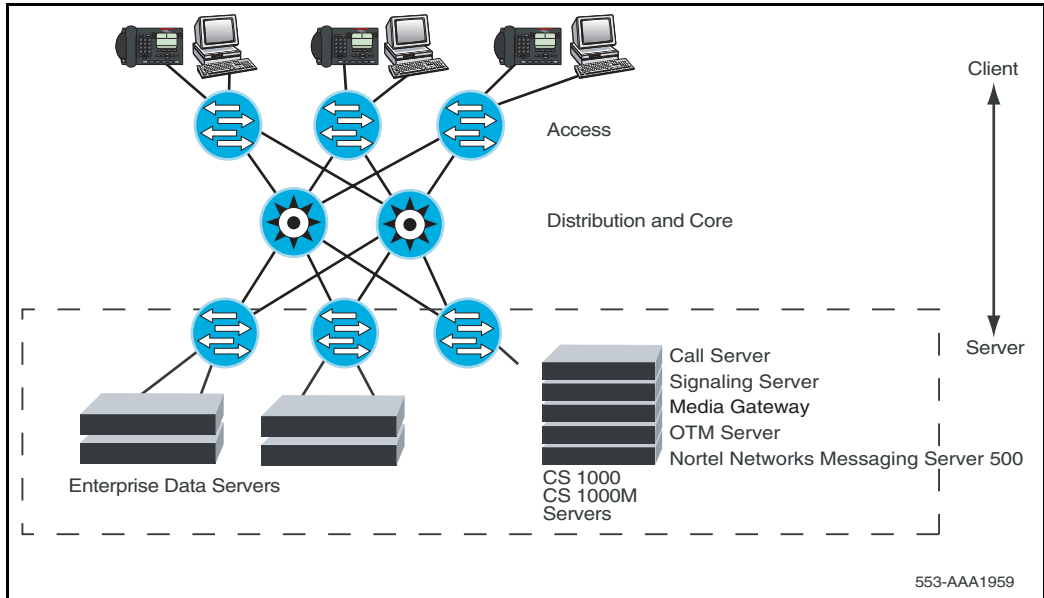 Client
Access
Distribution and Core
Server
Call Server
Signaling Server
Media Gateway
OTM Server
Nortel Networks Messaging Server 500
Enterprise Data Servers
CS 1000
CS 1000M
Servers
553-AAA1959